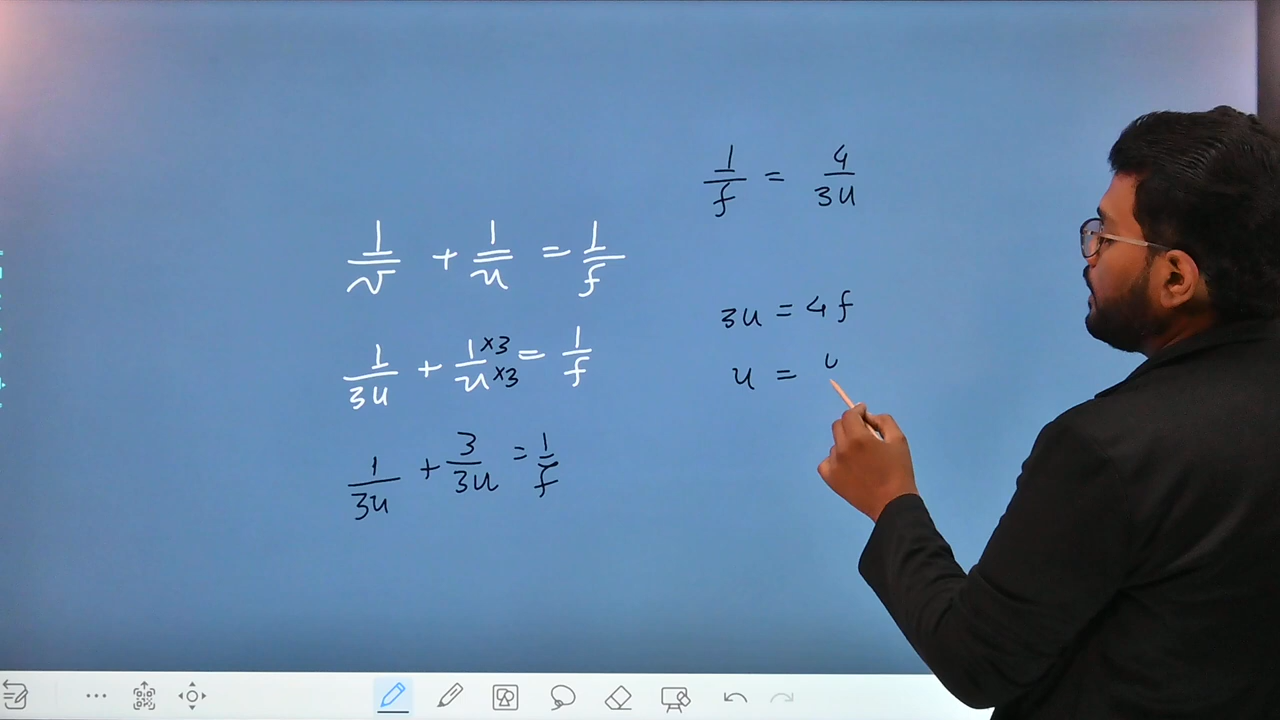 1/v + 1/u = 1/f
1/3u + 1×3/u×3 = 1/f
1/3u + 3/3u = 1/f
1/f = 4/3u
3u = 4f
u =